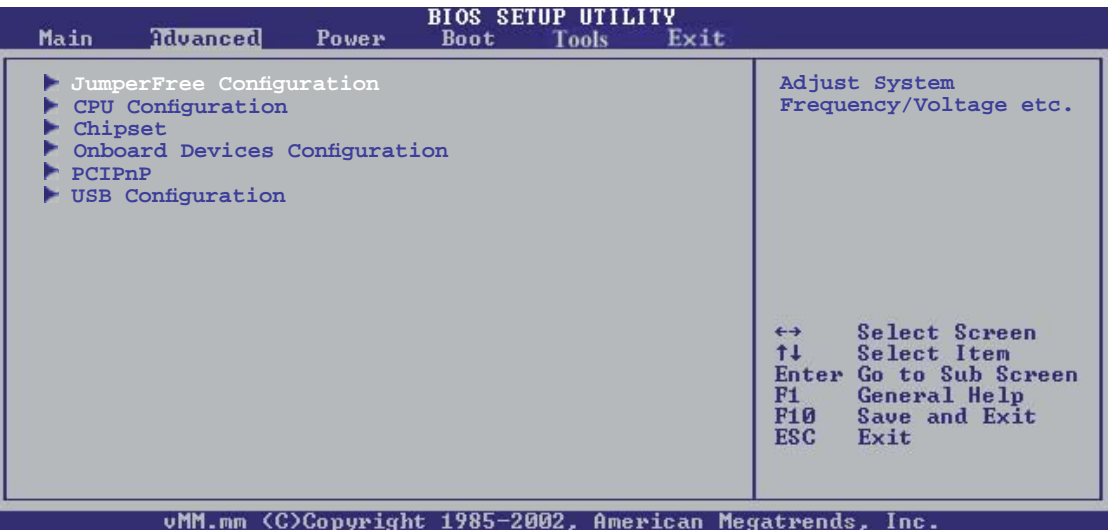 BIOS SETUP UTILITY
Main Advanced Power Boot Tools Exit
JumperFree Configuration
CPU Configuration
Chipset
Onboard Devices Configuration
PCIPnP
USB Configuration
Adjust System
Frequency/Voltage etc.
←→ Select Screen
↑↓ Select Item
Enter Go to Sub Screen
F1 General Help
F10 Save and Exit
ESC Exit
vMM.mm (C)Copyright 1985-2002, American Megatrends, Inc.